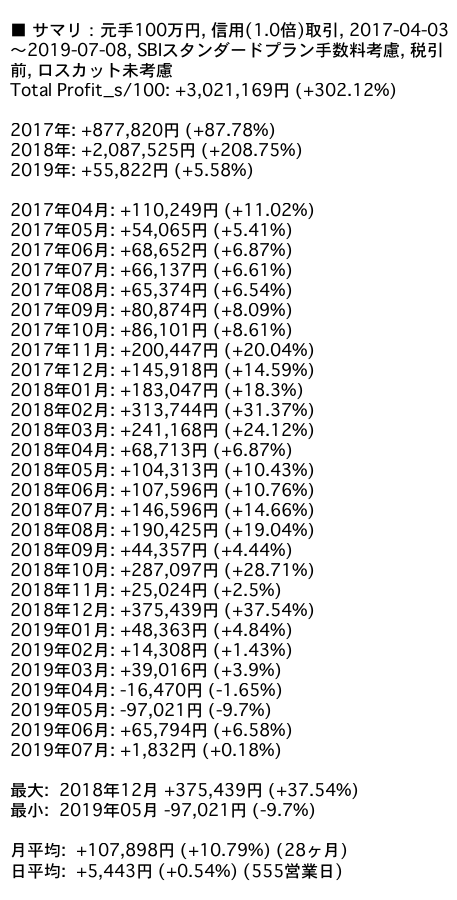 ■ サマリ：元手100万円, 信用(1.0倍)取引, 2017-04-03
～2019-07-08, SBIスタンダードプラン手数料考慮, 税引
前, ロスカット未考慮
Total Profit_s/100: +3,021,169円 (+302.12%)
2017年: +877,820円 (+87.78%)
2018年: +2,087,525円 (+208.75%)
2019年: +55,822円 (+5.58%)
2017年04月: +110,249円 (+11.02%)
2017年05月: +54,065円 (+5.41%)
2017年06月: +68,652円 (+6.87%)
2017年07月: +66,137円 (+6.61%)
2017年08月: +65,374円 (+6.54%)
2017年09月: +80,874円 (+8.09%)
2017年10月: +86,101円 (+8.61%)
2017年11月: +200,447円 (+20.04%)
2017年12月: +145,918円 (+14.59%)
2018年01月: +183,047円 (+18.3%)
2018年02月: +313,744円 (+31.37%)
2018年03月: +241,168円 (+24.12%)
2018年04月: +68,713円 (+6.87%)
2018年05月: +104,313円 (+10.43%)
2018年06月: +107,596円 (+10.76%)
2018年07月: +146,596円 (+14.66%)
2018年08月: +190,425円 (+19.04%)
2018年09月: +44,357円 (+4.44%)
2018年10月: +287,097円 (+28.71%)
2018年11月: +25,024円 (+2.5%)
2018年12月: +375,439円 (+37.54%)
2019年01月: +48,363円 (+4.84%)
2019年02月: +14,308円 (+1.43%)
2019年03月: +39,016円 (+3.9%)
2019年04月: -16,470円 (-1.65%)
2019年05月: -97,021円 (-9.7%)
2019年06月: +65,794円 (+6.58%)
2019年07月: +1,832円 (+0.18%)
最大: 2018年12月 +375,439円 (+37.54%)
最小: 2019年05月 -97,021円 (-9.7%)
月平均: +107,898円 (+10.79%) (28ヶ月)
日平均: +5,443円 (+0.54%) (555営業日)